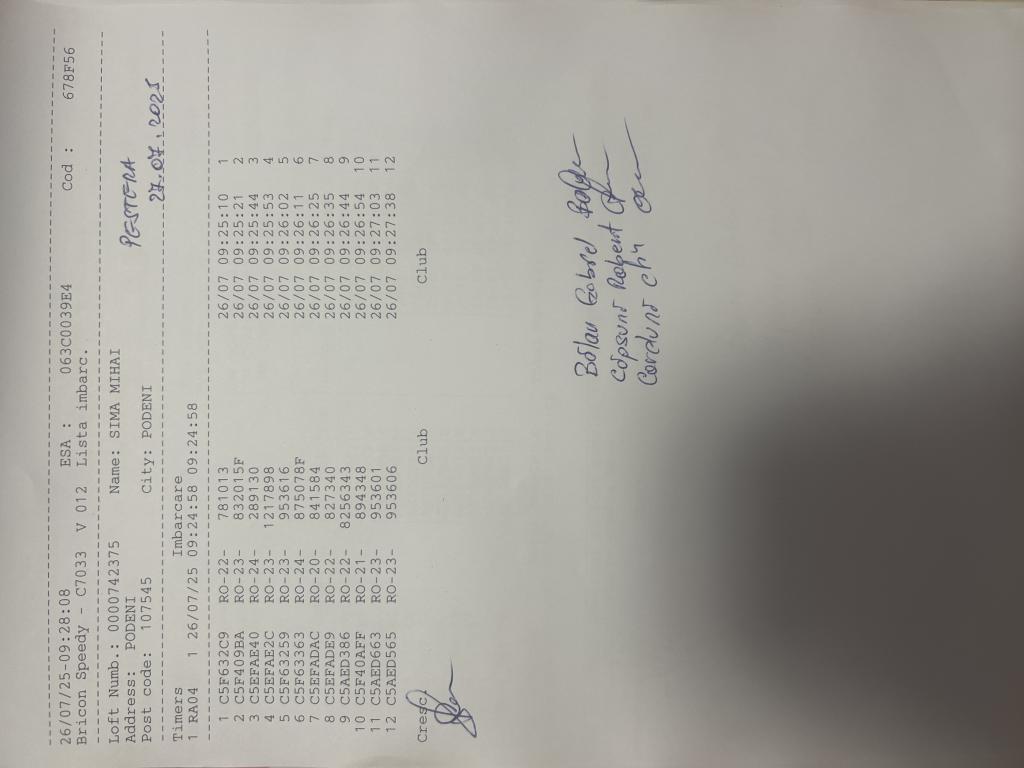 --------------------------------------------------------------
26/07/25-09:28:08 ESA : 063C0039E4 Cod : 678F56
Bricon Speedy - C7033 V 012 Lista imbarc.
--------------------------------------------------------------
Loft Numb.: 0000742375 Name: SIMA MIHAI
Address: PODENI PESTERA
Post code: 107545 City: PODENI 27.07.2025
--------------------------------------------------------------
Timers Imbarcare
1 RA04 1 26/07/25 09:24:58 09:24:58
--------------------------------------------------------------
1 C5F632C9 RO-22- 781013 26/07 09:25:10 1
2 C5F409BA RO-23- 832015F 26/07 09:25:21 2
3 C5EFAE40 RO-24- 289130 26/07 09:25:44 3
4 C5EFAE2C RO-23- 1217898 26/07 09:25:53 4
5 C5F63259 RO-23- 953616 26/07 09:26:02 5
6 C5F63363 RO-24- 875078F 26/07 09:26:11 6
7 C5EFADAC RO-20- 841584 26/07 09:26:25 7
8 C5EFADE9 RO-22- 827340 26/07 09:26:35 8
9 C5AED386 RO-22- 8256343 26/07 09:26:44 9
10 C5F40AFF RO-21- 894348 26/07 09:26:54 10
11 C5AED663 RO-23- 953601 26/07 09:27:03 11
12 C5AED565 RO-23- 953606 26/07 09:27:38 12
Cresc. Club Club
Bălan Gabriel
Robert